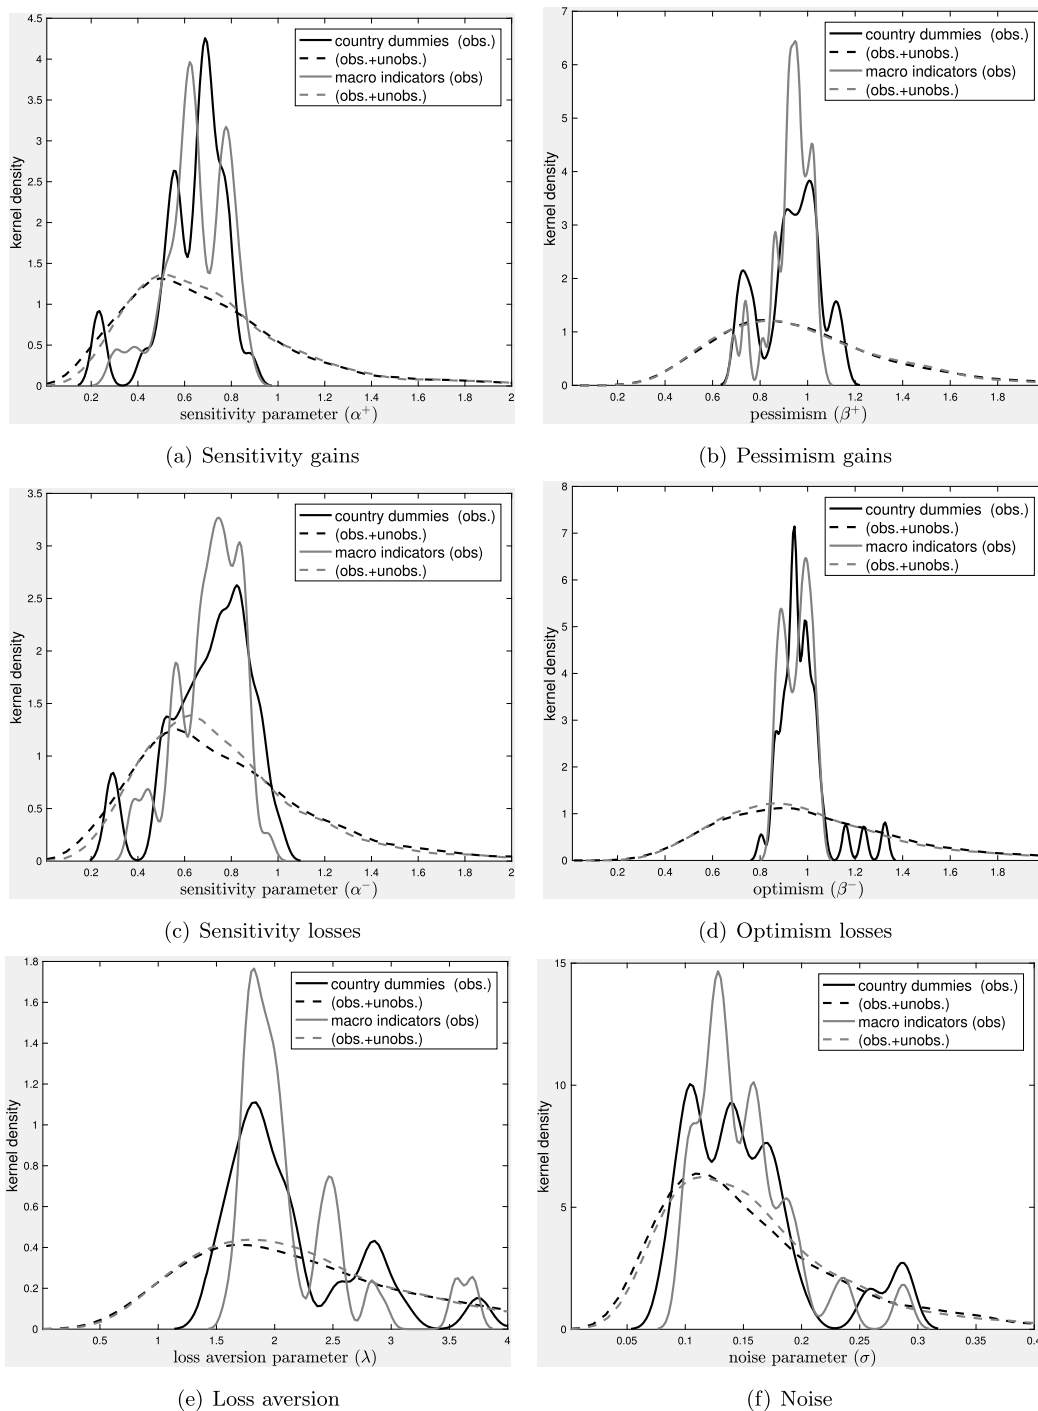 4.5
4
3.5
3
2.5
2
1.5
1
0.5
0
kernel density
country dummies (obs.)
(obs.+unobs.)
macro indicators (obs)
(obs.+unobs.)
0.2 0.4 0.6 0.8 1 1.2 1.4 1.6 1.8 2
sensitivity parameter (α⁺)
(a) Sensitivity gains
7
6
5
4
3
2
1
0
kernel density
country dummies (obs.)
(obs.+unobs.)
macro indicators (obs)
(obs.+unobs.)
0.2 0.4 0.6 0.8 1 1.2 1.4 1.6 1.8
pessimism (β⁺)
(b) Pessimism gains
3.5
3
2.5
2
1.5
1
0.5
0
kernel density
country dummies (obs.)
(obs.+unobs.)
macro indicators (obs)
(obs.+unobs.)
0.2 0.4 0.6 0.8 1 1.2 1.4 1.6 1.8 2
sensitivity parameter (α⁻)
(c) Sensitivity losses
8
7
6
5
4
3
2
1
0
kernel density
country dummies (obs.)
(obs.+unobs.)
macro indicators (obs)
(obs.+unobs.)
0.2 0.4 0.6 0.8 1 1.2 1.4 1.6 1.8
optimism (β⁻)
(d) Optimism losses
1.8
1.6
1.4
1.2
1
0.8
0.6
0.4
0.2
0
kernel density
country dummies (obs.)
(obs.+unobs.)
macro indicators (obs)
(obs.+unobs.)
0.5 1 1.5 2 2.5 3 3.5 4
loss aversion parameter (λ)
(e) Loss aversion
15
10
5
0
kernel density
country dummies (obs.)
(obs.+unobs.)
macro indicators (obs)
(obs.+unobs.)
0.05 0.1 0.15 0.2 0.25 0.3 0.35 0.4
noise parameter (σ)
(f) Noise